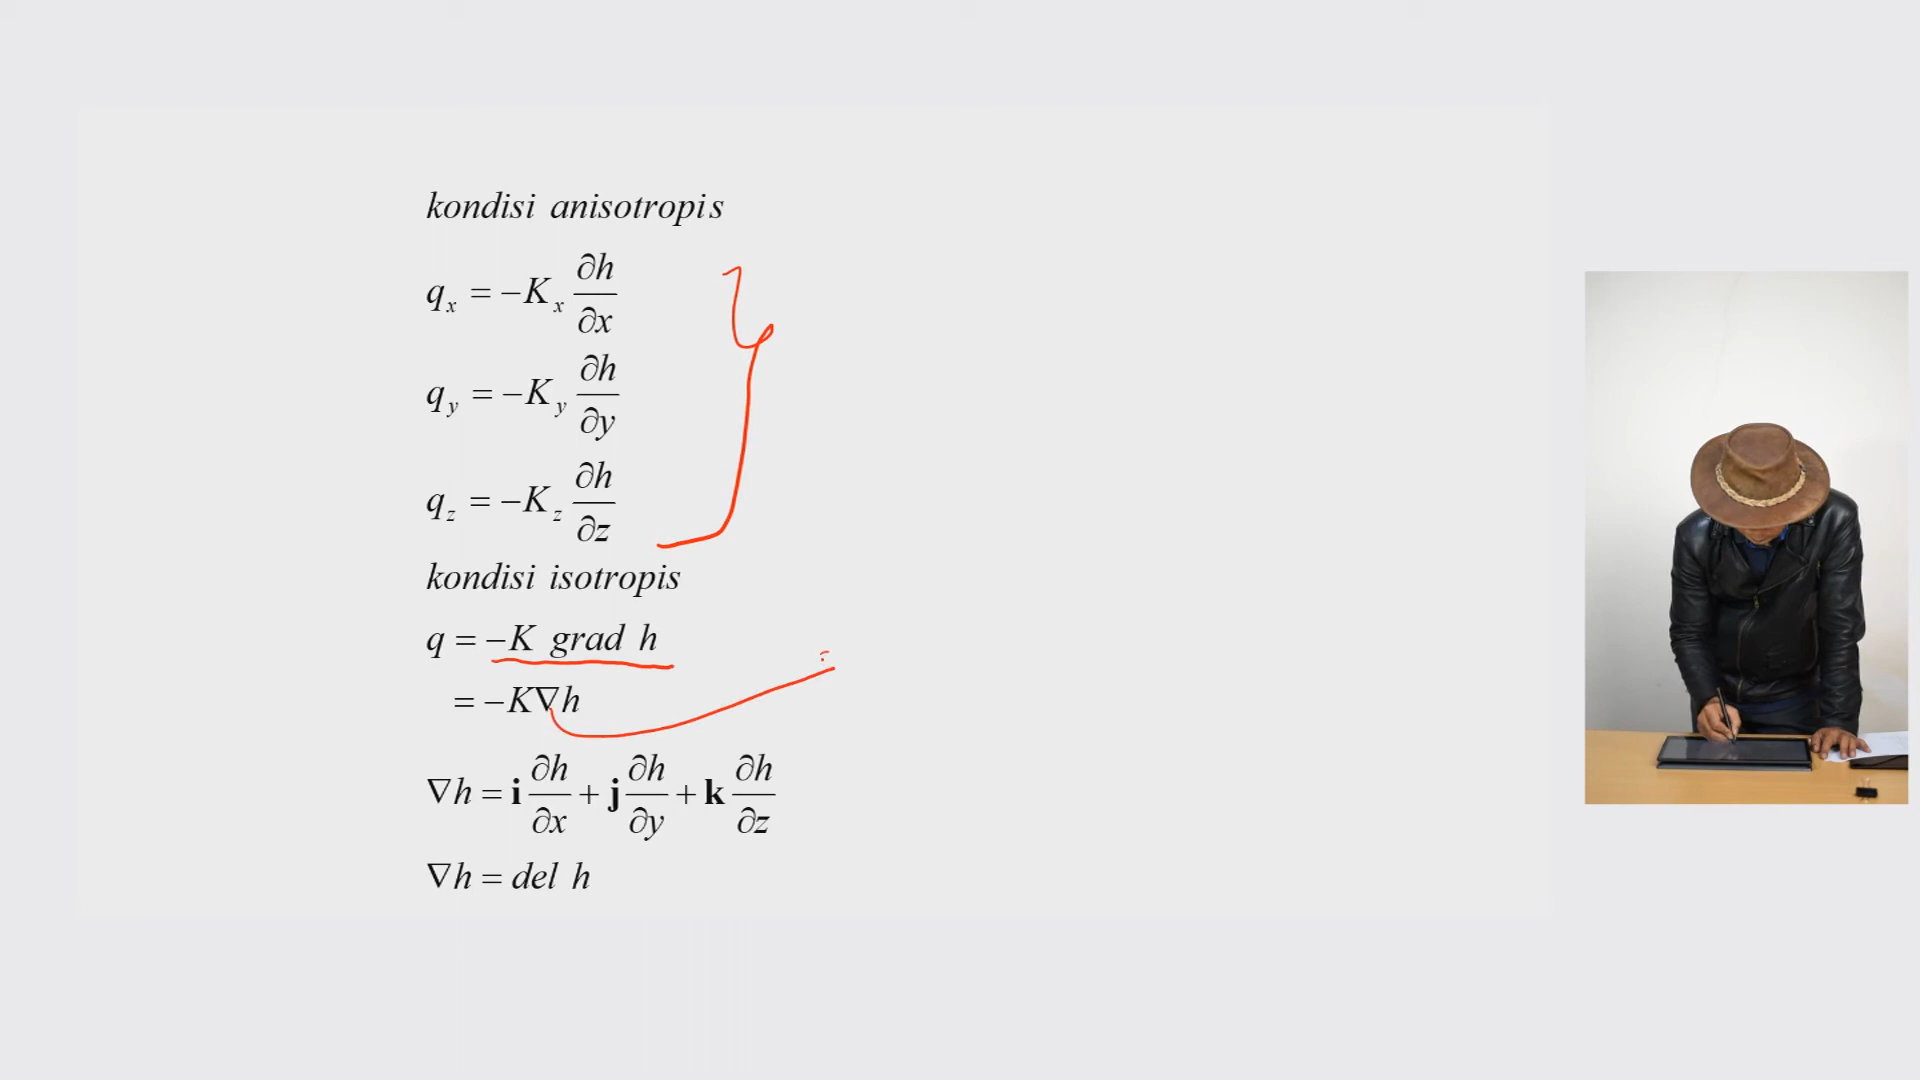 kondisi anisotropis
q_x = −K_x ∂h/∂x
q_y = −K_y ∂h/∂y
q_z = −K_z ∂h/∂z
kondisi isotropis
q = −K grad h
= −K∇h
∇h = i ∂h/∂x + j ∂h/∂y + k ∂h/∂z
∇h = del h